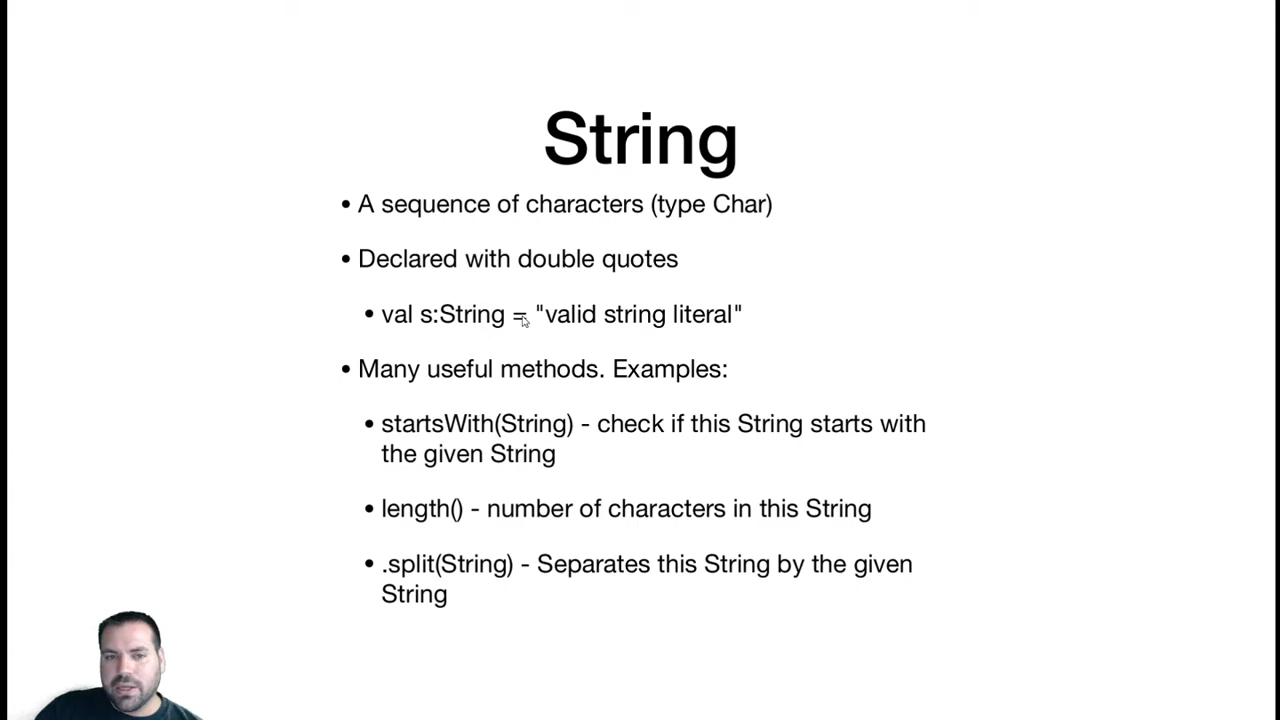 String
• A sequence of characters (type Char)
• Declared with double quotes
• val s:String = "valid string literal"
• Many useful methods. Examples:
• startsWith(String) - check if this String starts with
the given String
• length() - number of characters in this String
• .split(String) - Separates this String by the given
String